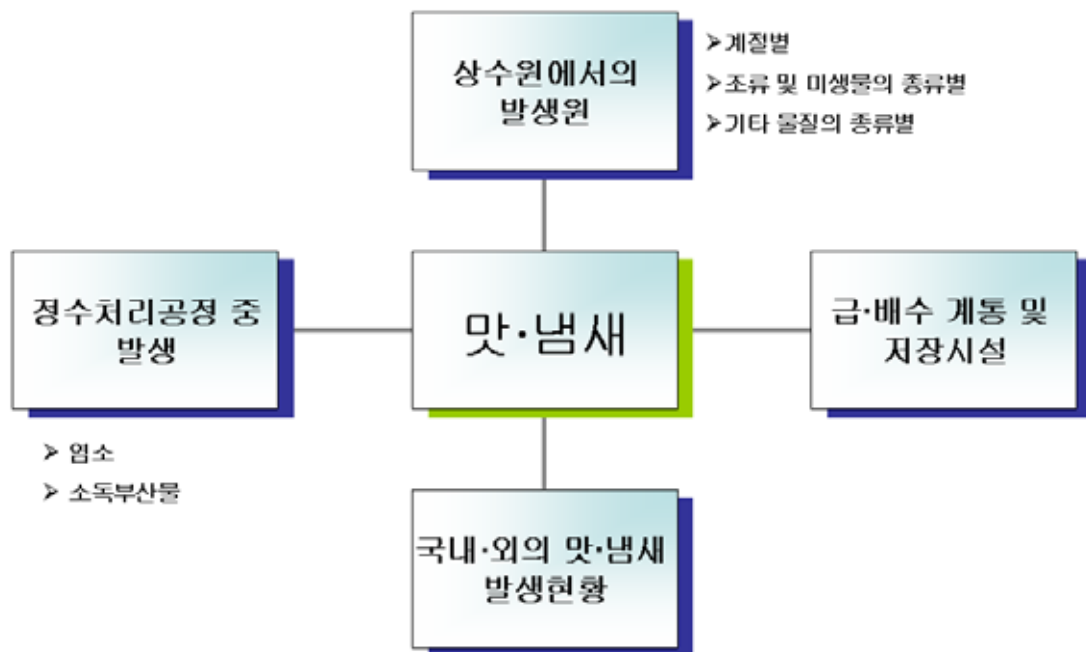 상수원에서의
발생원
➢계절별
➢조류 및 미생물의 종류별
➢기타 물질의 종류별
정수처리공정 중
발생
➢ 염소
➢ 소독부산물
맛·냄새
급·배수 계통 및
저장시설
국내·외의 맛·냄새
발생현황